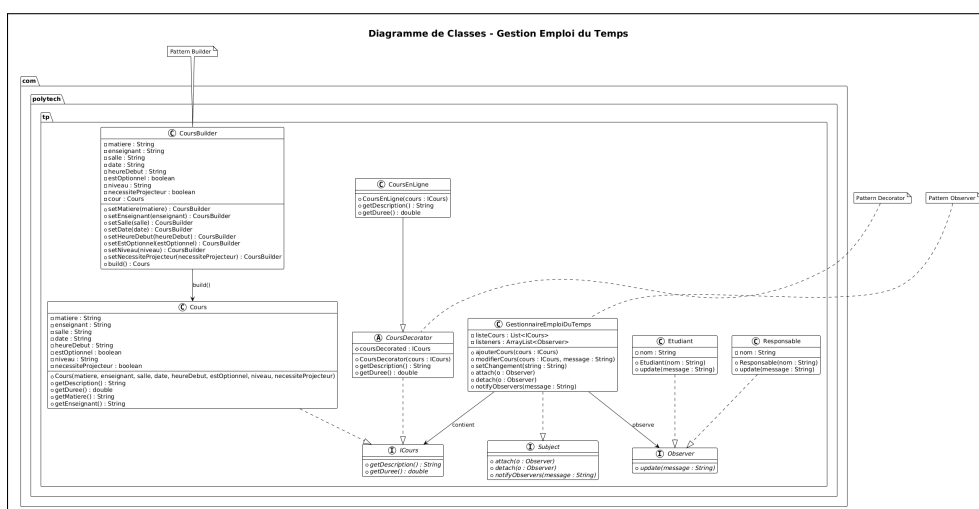 Diagramme de Classes - Gestion Emploi du Temps
Pattern Builder
com
polytech
tp
C CoursBuilder
matiere : String
enseignant : String
salle : String
date : String
heureDebut : String
estOptionnel : boolean
niveau : String
necessiteProjecteur : boolean
cour : Cours
setMatiere(matiere) : CoursBuilder
setEnseignant(enseignant) : CoursBuilder
setSalle(salle) : CoursBuilder
setDate(date) : CoursBuilder
setHeureDebut(heureDebut) : CoursBuilder
setEstOptionnel(estOptionnel) : CoursBuilder
setNiveau(niveau) : CoursBuilder
setNecessiteProjecteur(necessiteProjecteur) : CoursBuilder
build() : Cours
C CoursEnLigne
CoursEnLigne(cours : ICours)
getDescription() : String
getDuree() : double
Pattern Decorator
Pattern Observer
build()
C Cours
matiere : String
enseignant : String
salle : String
date : String
heureDebut : String
estOptionnel : boolean
niveau : String
necessiteProjecteur : boolean
Cours(matiere, enseignant, salle, date, heureDebut, estOptionnel, niveau, necessiteProjecteur)
getDescription() : String
getDuree() : double
getMatiere() : String
getEnseignant() : String
A CoursDecorator
coursDecorated : ICours
CoursDecorator(cours : ICours)
getDescription() : String
getDuree() : double
C GestionnaireEmploiDuTemps
listeCours : List<ICours>
listeners : ArrayList<Observer>
ajouterCours(cours : ICours)
modifierCours(cours : ICours, message : String)
setChangement(string : String)
attach(o : Observer)
detach(o : Observer)
notifyObservers(message : String)
C Etudiant
nom : String
Etudiant(nom : String)
update(message : String)
C Responsable
nom : String
Responsable(nom : String)
update(message : String)
contient
observe
I ICours
getDescription() : String
getDuree() : double
I Subject
attach(o : Observer)
detach(o : Observer)
notifyObservers(message : String)
I Observer
update(message : String)